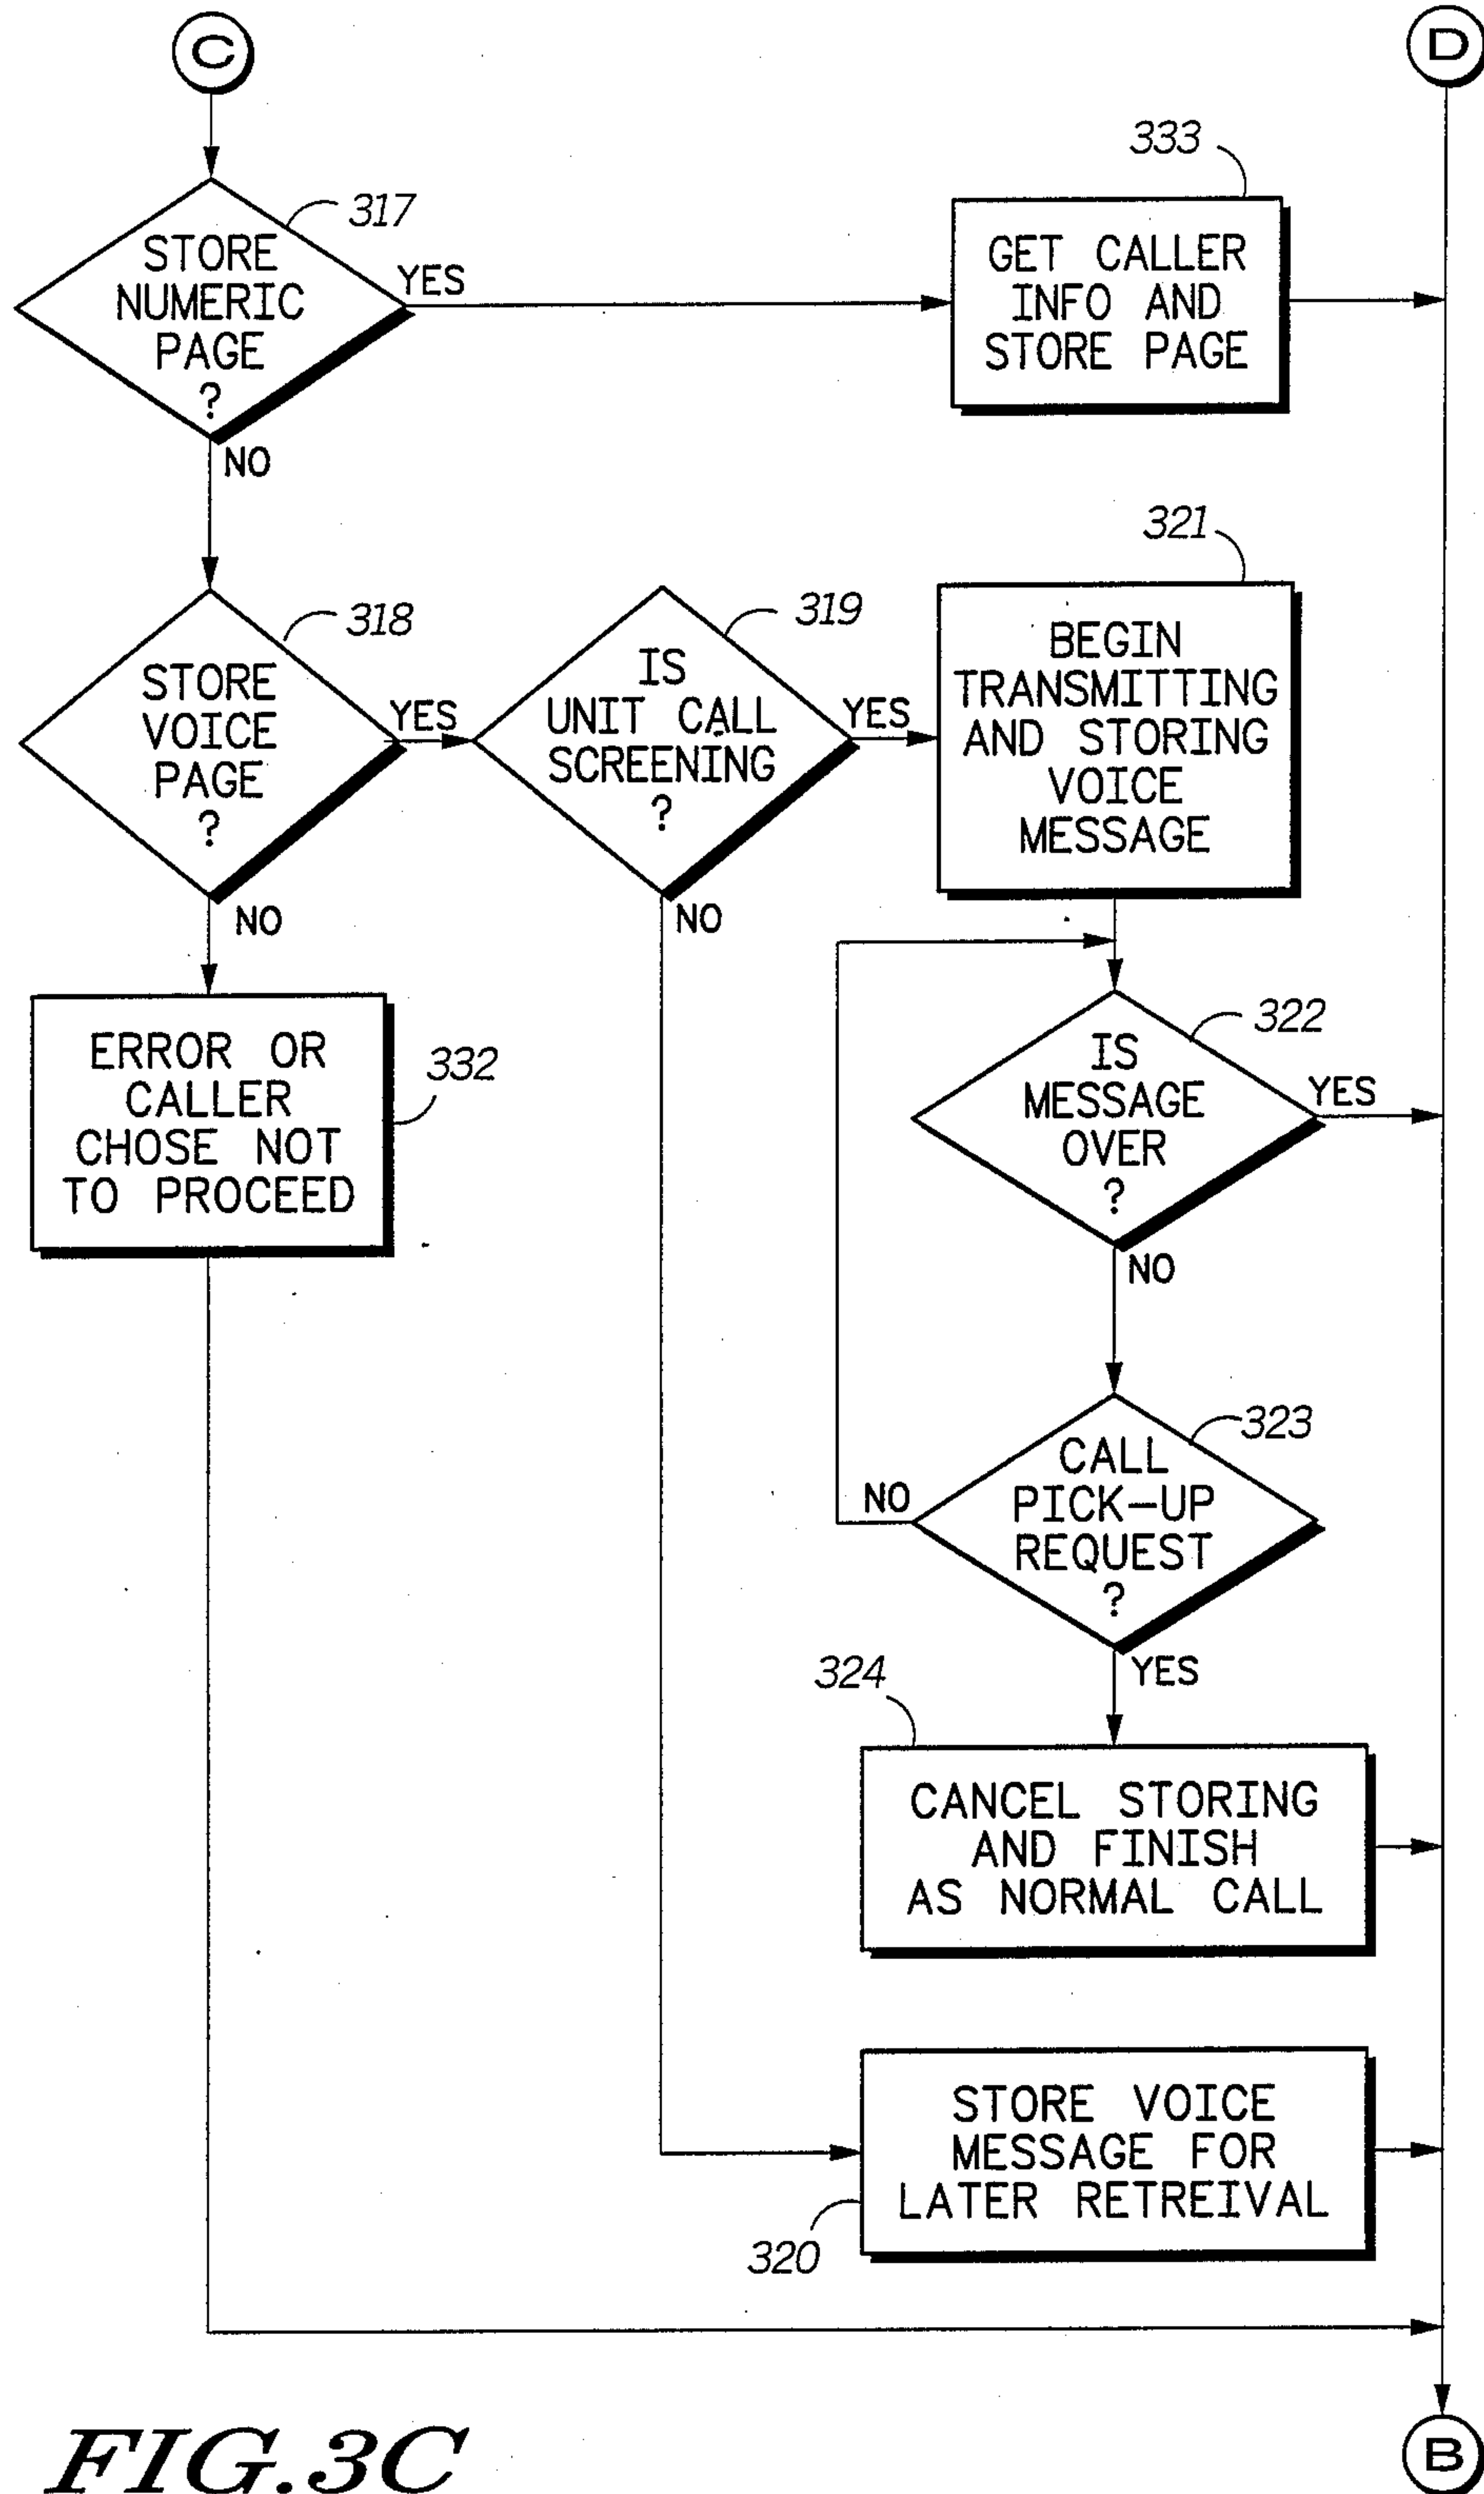 C
D
333
317
STORE
NUMERIC
PAGE
?
YES
NO
GET CALLER
INFO AND
STORE PAGE
321
318
319
STORE
VOICE
PAGE
?
YES
NO
IS
UNIT CALL
SCREENING
?
YES
NO
BEGIN
TRANSMITTING
AND STORING
VOICE
MESSAGE
ERROR OR
CALLER
CHOSE NOT
TO PROCEED
332
322
IS
MESSAGE
OVER
?
YES
NO
323
CALL
PICK-UP
REQUEST
?
NO
YES
324
CANCEL STORING
AND FINISH
AS NORMAL CALL
STORE VOICE
MESSAGE FOR
LATER RETREIVAL
320
B
FIG.3C